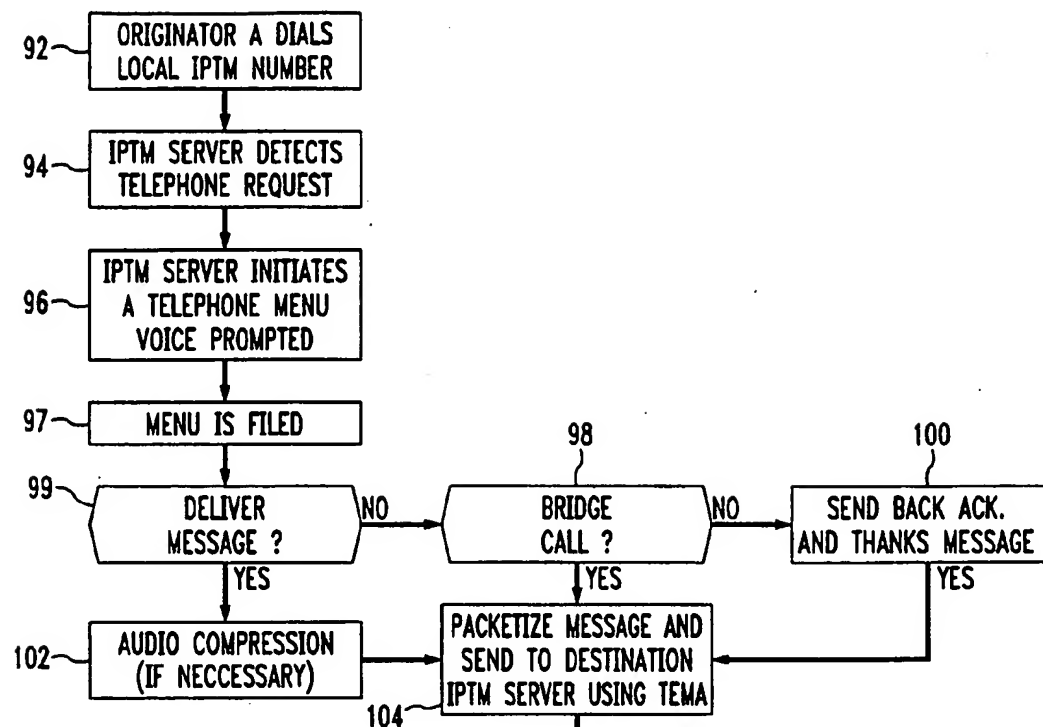 92
ORIGINATOR A DIALS
LOCAL IPTM NUMBER
94
IPTM SERVER DETECTS
TELEPHONE REQUEST
96
IPTM SERVER INITIATES
A TELEPHONE MENU
VOICE PROMPTED
97
MENU IS FILED
99
DELIVER
MESSAGE ?
NO
YES
98
BRIDGE
CALL ?
NO
YES
100
SEND BACK ACK.
AND THANKS MESSAGE
YES
102
AUDIO COMPRESSION
(IF NECCESSARY)
104
PACKETIZE MESSAGE AND
SEND TO DESTINATION
IPTM SERVER USING TEMA